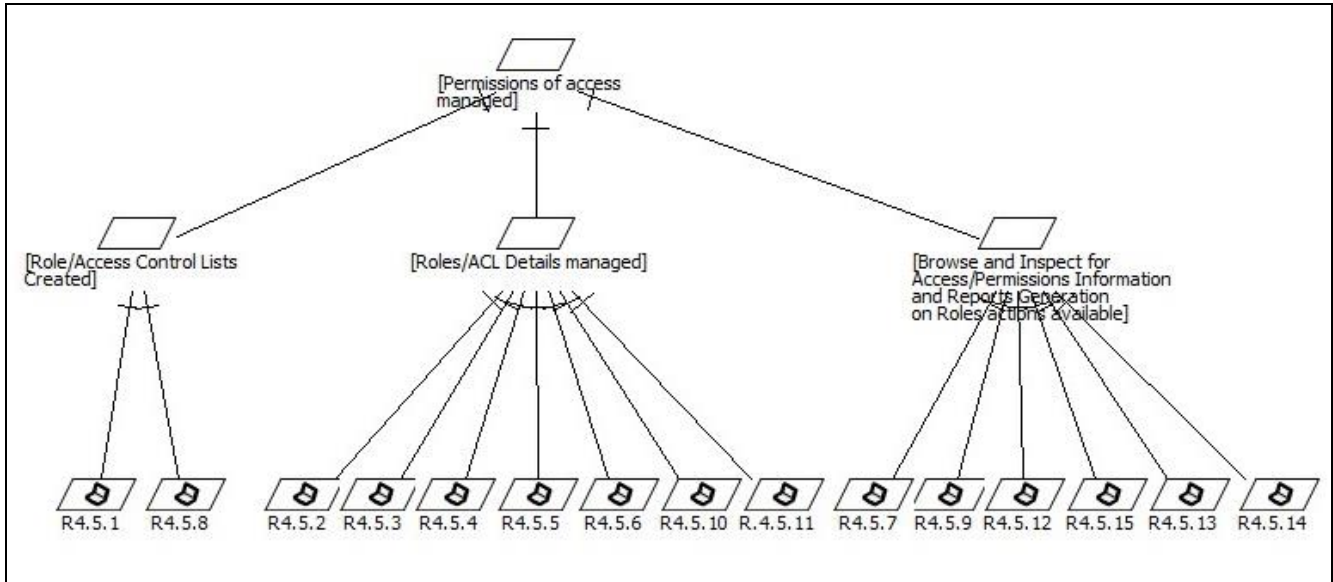 [Permissions of access
managed]
[Role/Access Control Lists
Created]
[Roles/ACL Details managed]
[Browse and Inspect for
Access/Permissions Information
and Reports Generation
on Roles actions available]
R4.5.1 R4.5.8 R4.5.2 R4.5.3 R4.5.4 R4.5.5 R4.5.6 R4.5.10 R.4.5.11 R4.5.7 R4.5.9 R4.5.12 R4.5.15 R4.5.13 R4.5.14